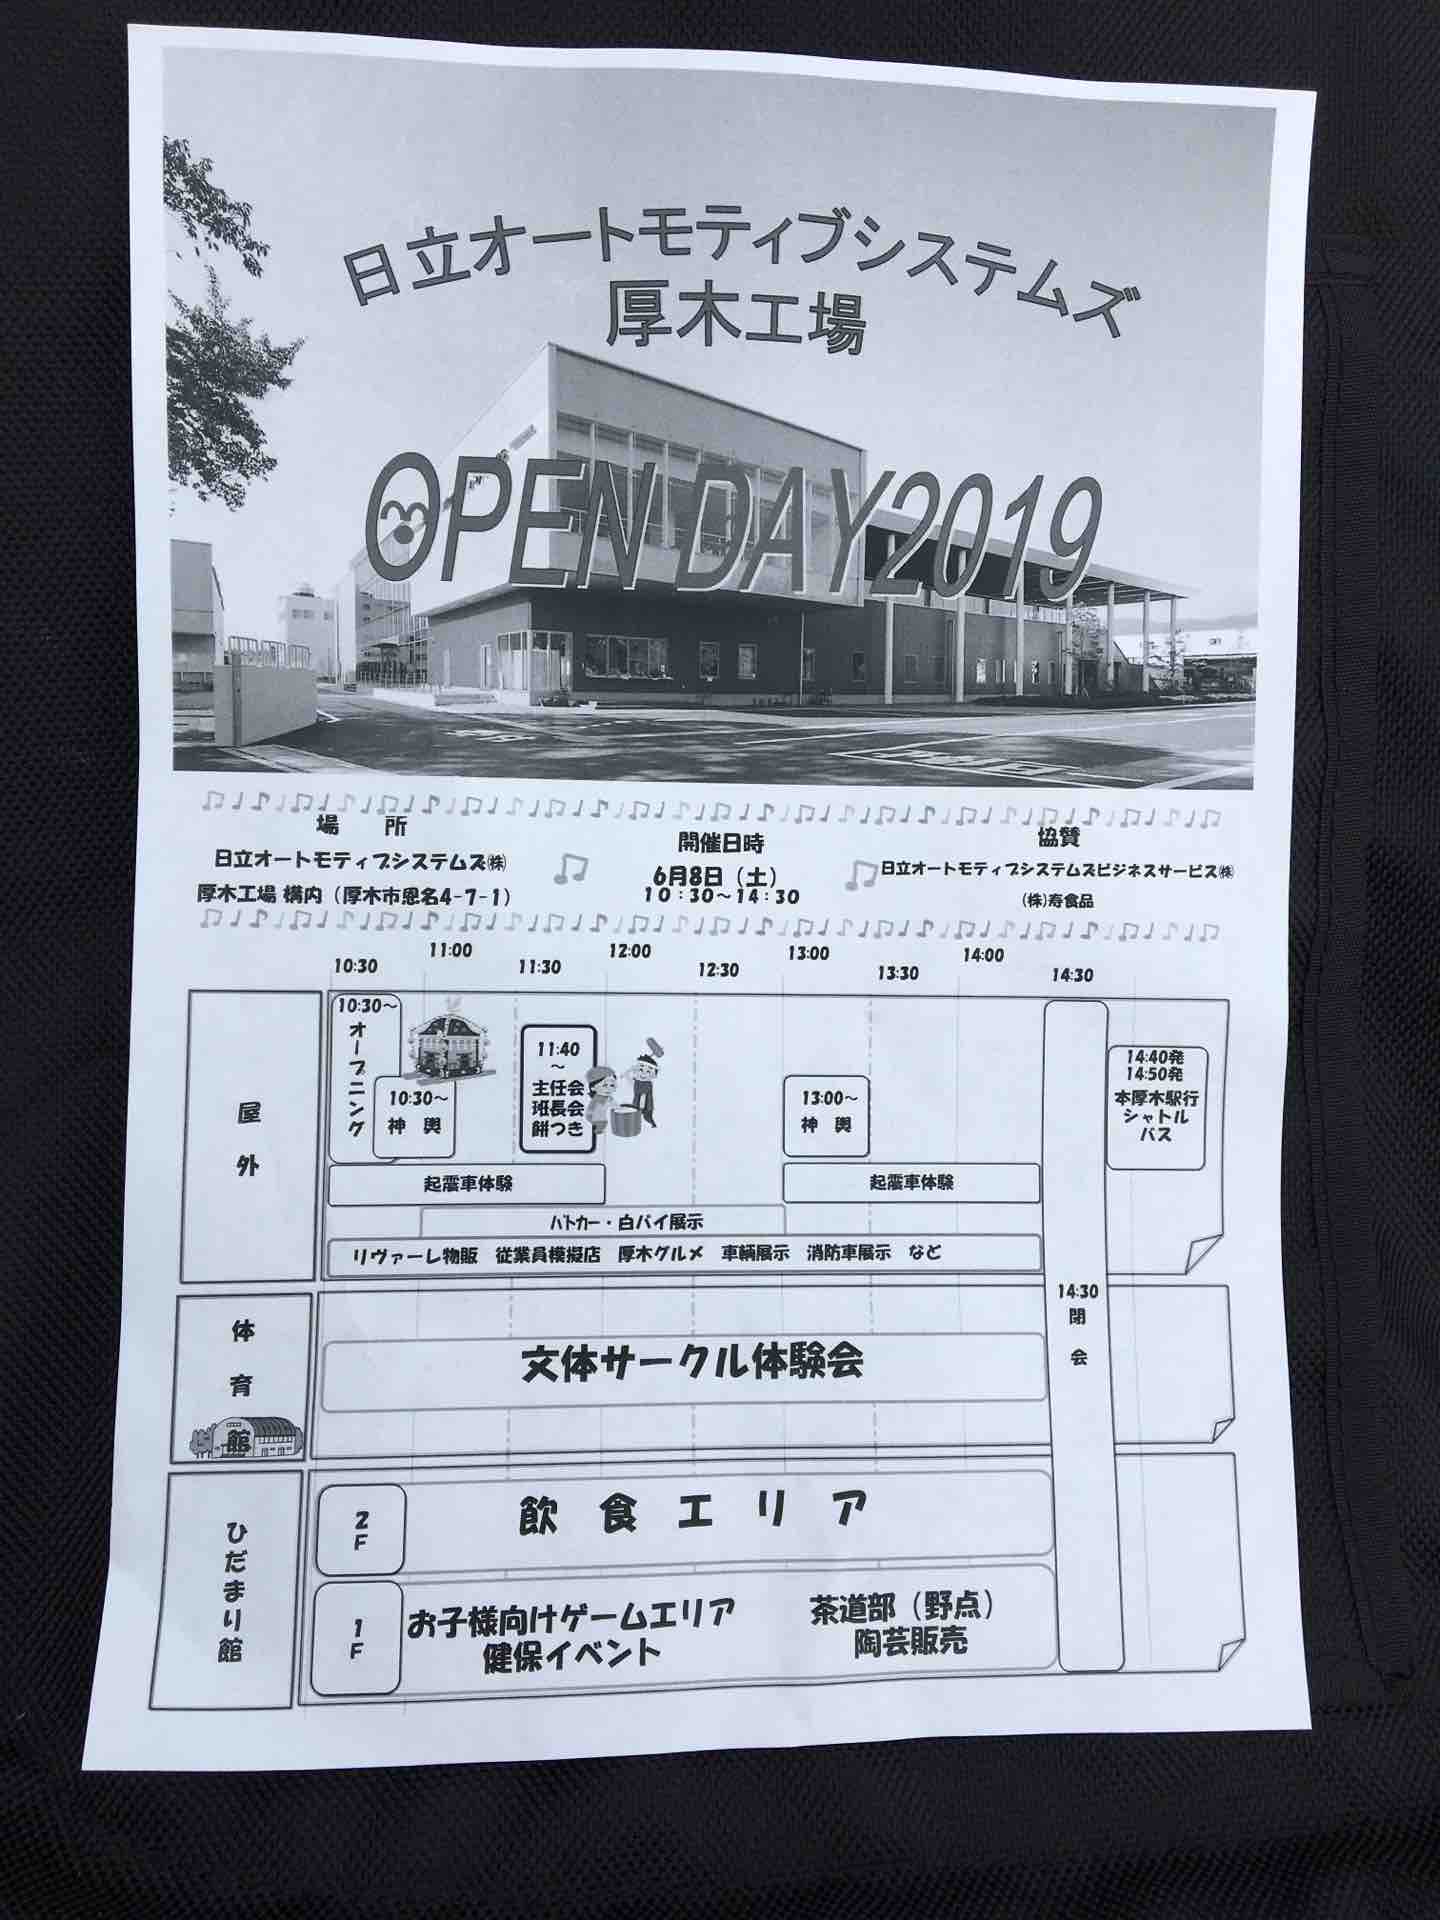 日立オートモティブシステムズ
厚木工場
OPEN DAY2019
場 所
日立オートモティブシステムズ㈱
厚木工場 構内（厚木市恩名4-7-1）
開催日時
6月8日（土）
10：30～14：30
協賛
日立オートモティブシステムズビジネスサービス㈱
(株)寿食品
10:30
11:00
11:30
12:00
12:30
13:00
13:30
14:00
14:30
屋外
10:30～
オープニング
10:30～
神 輿
11:40
～
主任会
班長会
餅つき
13:00～
神 輿
14:40発
14:50発
本厚木駅行
シャトル
バス
起震車体験
起震車体験
パトカー・白バイ展示
リヴァーレ物販 従業員模擬店 厚木グルメ 車輌展示 消防車展示 など
14:30
閉会
体育館
文体サークル体験会
ひだまり館
2F
飲食エリア
1F
お子様向けゲームエリア
健保イベント
茶道部（野点）
陶芸販売